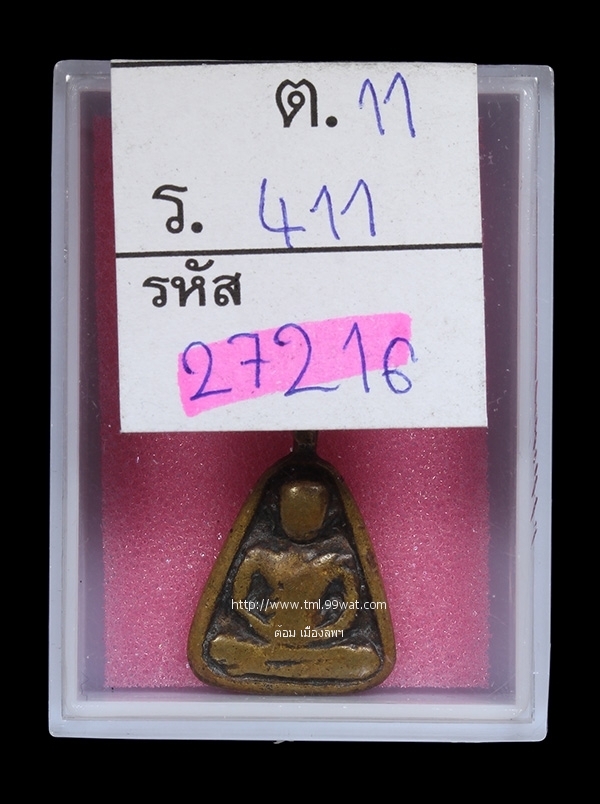 ต. 11
ร. 411
รหัส
27216
http://www.tml.99wat.com
ต้อม เมืองลพฯ